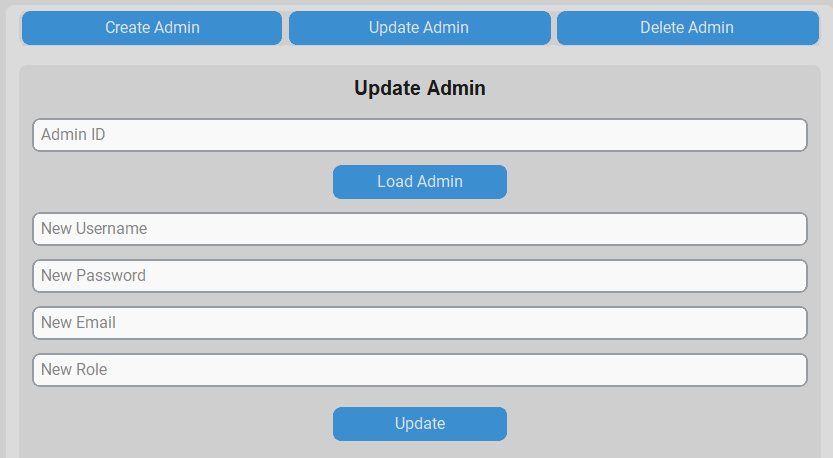 Create Admin Update Admin Delete Admin
Update Admin
Admin ID
Load Admin
New Username
New Password
New Email
New Role
Update